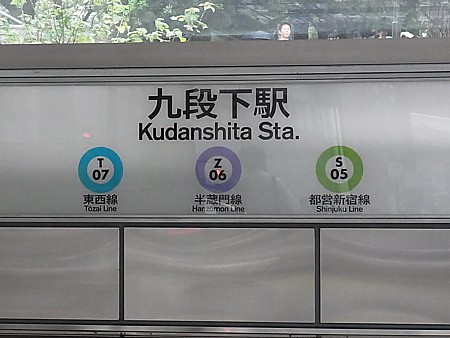 九段下駅
Kudanshita Sta.
T
07
東西線
Tozai Line
Z
06
半蔵門線
Hanzomon Line
S
05
都営新宿線
Shinjuku Line